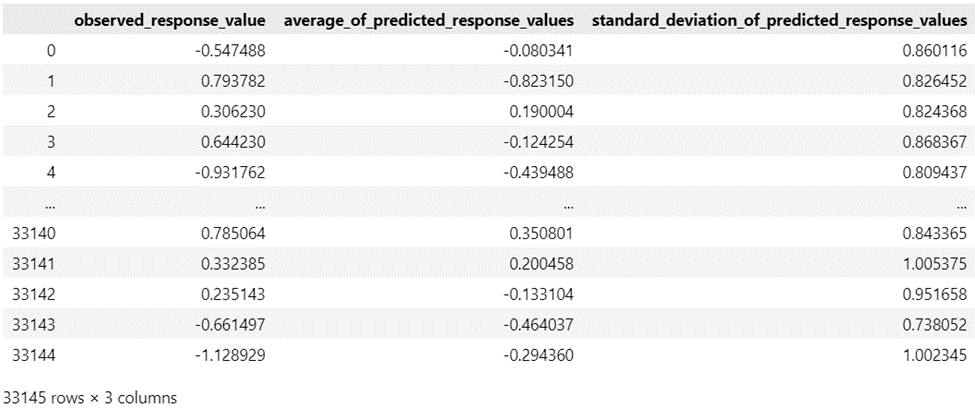 observed_response_value average_of_predicted_response_values standard_deviation_of_predicted_response_values
0 -0.547488 -0.080341 0.860116
1 0.793782 -0.823150 0.826452
2 0.306230 0.190004 0.824368
3 0.644230 -0.124254 0.868367
4 -0.931762 -0.439488 0.809437
... ... ... ...
33140 0.785064 0.350801 0.843365
33141 0.332385 0.200458 1.005375
33142 0.235143 -0.133104 0.951658
33143 -0.661497 -0.464037 0.738052
33144 -1.128929 -0.294360 1.002345
33145 rows × 3 columns